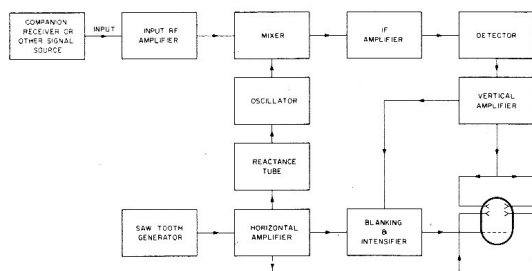 COMPANION
RECEIVER OR
OTHER SIGNAL
SOURCE
INPUT
INPUT RF
AMPLIFIER
MIXER
IF
AMPLIFIER
DETECTOR
OSCILLATOR
VERTICAL
AMPLIFIER
REACTANCE
TUBE
SAW TOOTH
GENERATOR
HORIZONTAL
AMPLIFIER
BLANKING
&
INTENSIFIER